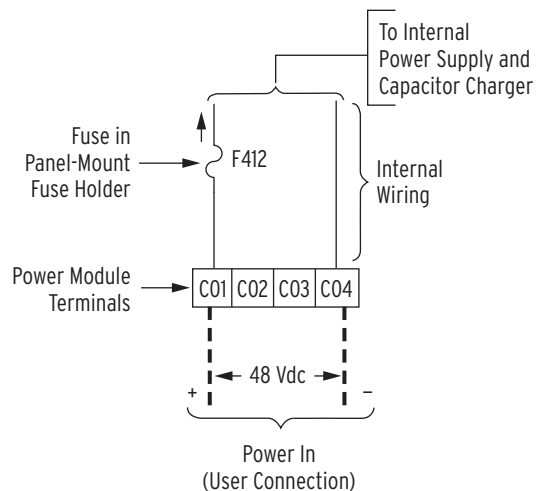 To Internal
Power Supply and
Capacitor Charger
Fuse in
Panel-Mount
Fuse Holder
F412
Internal
Wiring
Power Module
Terminals
C01 C02 C03 C04
48 Vdc
+ –
Power In
(User Connection)